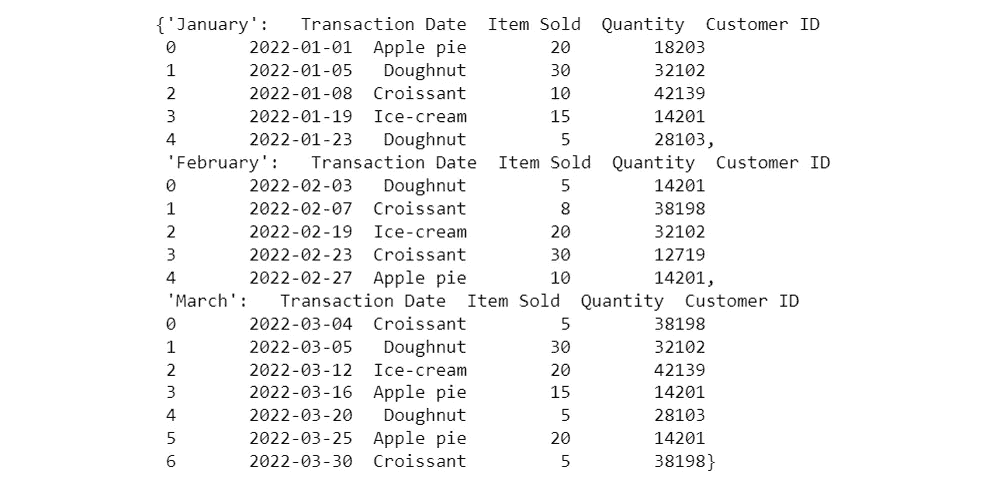 {'January':   Transaction Date  Item Sold  Quantity  Customer ID
0       2022-01-01  Apple pie        20        18203
1       2022-01-05   Doughnut        30        32102
2       2022-01-08  Croissant        10        42139
3       2022-01-19  Ice-cream        15        14201
4       2022-01-23   Doughnut         5        28103,
'February':   Transaction Date  Item Sold  Quantity  Customer ID
0       2022-02-03   Doughnut         5        14201
1       2022-02-07  Croissant         8        38198
2       2022-02-19  Ice-cream        20        32102
3       2022-02-23  Croissant        30        12719
4       2022-02-27  Apple pie        10        14201,
'March':   Transaction Date  Item Sold  Quantity  Customer ID
0       2022-03-04  Croissant         5        38198
1       2022-03-05   Doughnut        30        32102
2       2022-03-12  Ice-cream        20        42139
3       2022-03-16  Apple pie        15        14201
4       2022-03-20   Doughnut         5        28103
5       2022-03-25  Apple pie        20        14201
6       2022-03-30  Croissant         5        38198}